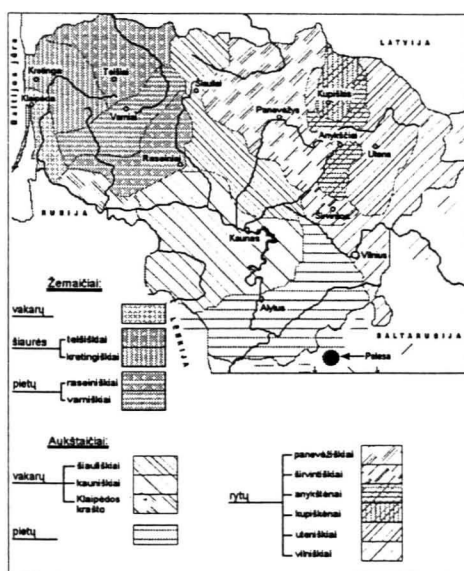 LATVIJA
Baltijos jūra
Kretinga
Telšiai
Klaipėda
Šiauliai
Kupiškis
Panevėžys
Varniai
Anykščiai
Utena
Raseiniai
Širvintos
RUSIJA
Kaunas
Vilnius
Alytus
LENKIJA
BALTARUSIJA
Pelesa
Žemaičiai:
vakarų
šiaurės
telšiškiai
kretingiškiai
pietų
raseiniškiai
varniškiai
Aukštaičiai:
vakarų
šiauliškiai
kauniškiai
Klaipėdos
krašto
pietų
rytų
panevėžiškiai
širvintiškiai
anykštėnai
kupiškėnai
uteniškiai
vilniškiai